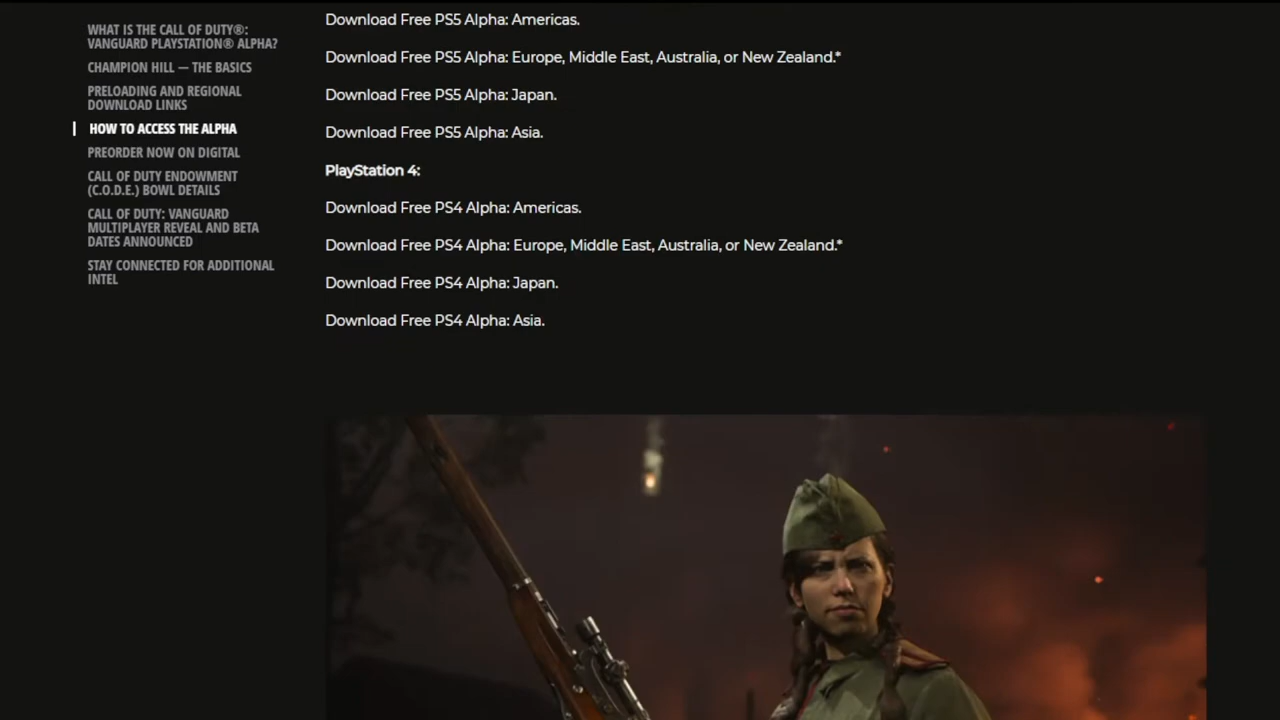 WHAT IS THE CALL OF DUTY®:
VANGUARD PLAYSTATION® ALPHA?
CHAMPION HILL — THE BASICS
PRELOADING AND REGIONAL
DOWNLOAD LINKS
HOW TO ACCESS THE ALPHA
PREORDER NOW ON DIGITAL
CALL OF DUTY ENDOWMENT
(C.O.D.E.) BOWL DETAILS
CALL OF DUTY: VANGUARD
MULTIPLAYER REVEAL AND BETA
DATES ANNOUNCED
STAY CONNECTED FOR ADDITIONAL
INTEL
Download Free PS5 Alpha: Americas.
Download Free PS5 Alpha: Europe, Middle East, Australia, or New Zealand.*
Download Free PS5 Alpha: Japan.
Download Free PS5 Alpha: Asia.
PlayStation 4:
Download Free PS4 Alpha: Americas.
Download Free PS4 Alpha: Europe, Middle East, Australia, or New Zealand.*
Download Free PS4 Alpha: Japan.
Download Free PS4 Alpha: Asia.